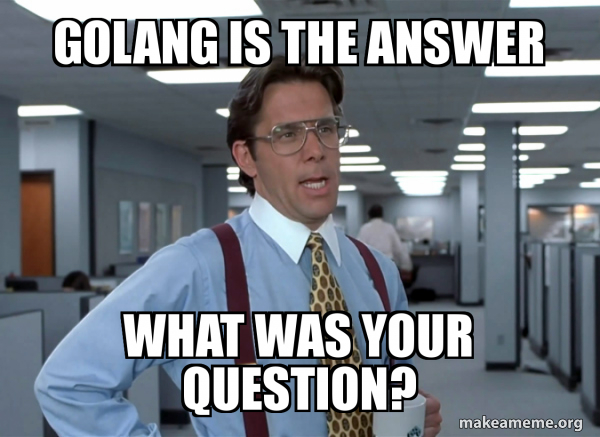 GOLANG IS THE ANSWER
WHAT WAS YOUR
QUESTION?
makeameme.org